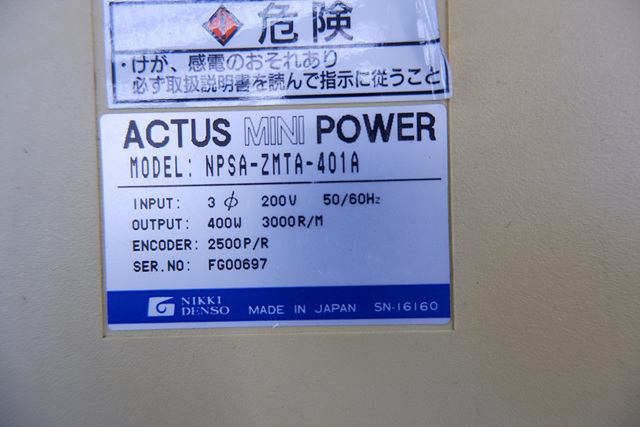 危険
・けが、感電のおそれあり
必ず取扱説明書を読んで指示に従うこと
ACTUS MINI POWER
MODEL: NPSA-ZMTA-401A
INPUT: 3 φ 200V 50/60Hz
OUTPUT: 400W 3000R/M
ENCODER: 2500P/R
SER.NO: FG00697
NIKKI
DENSO MADE IN JAPAN SN-16160